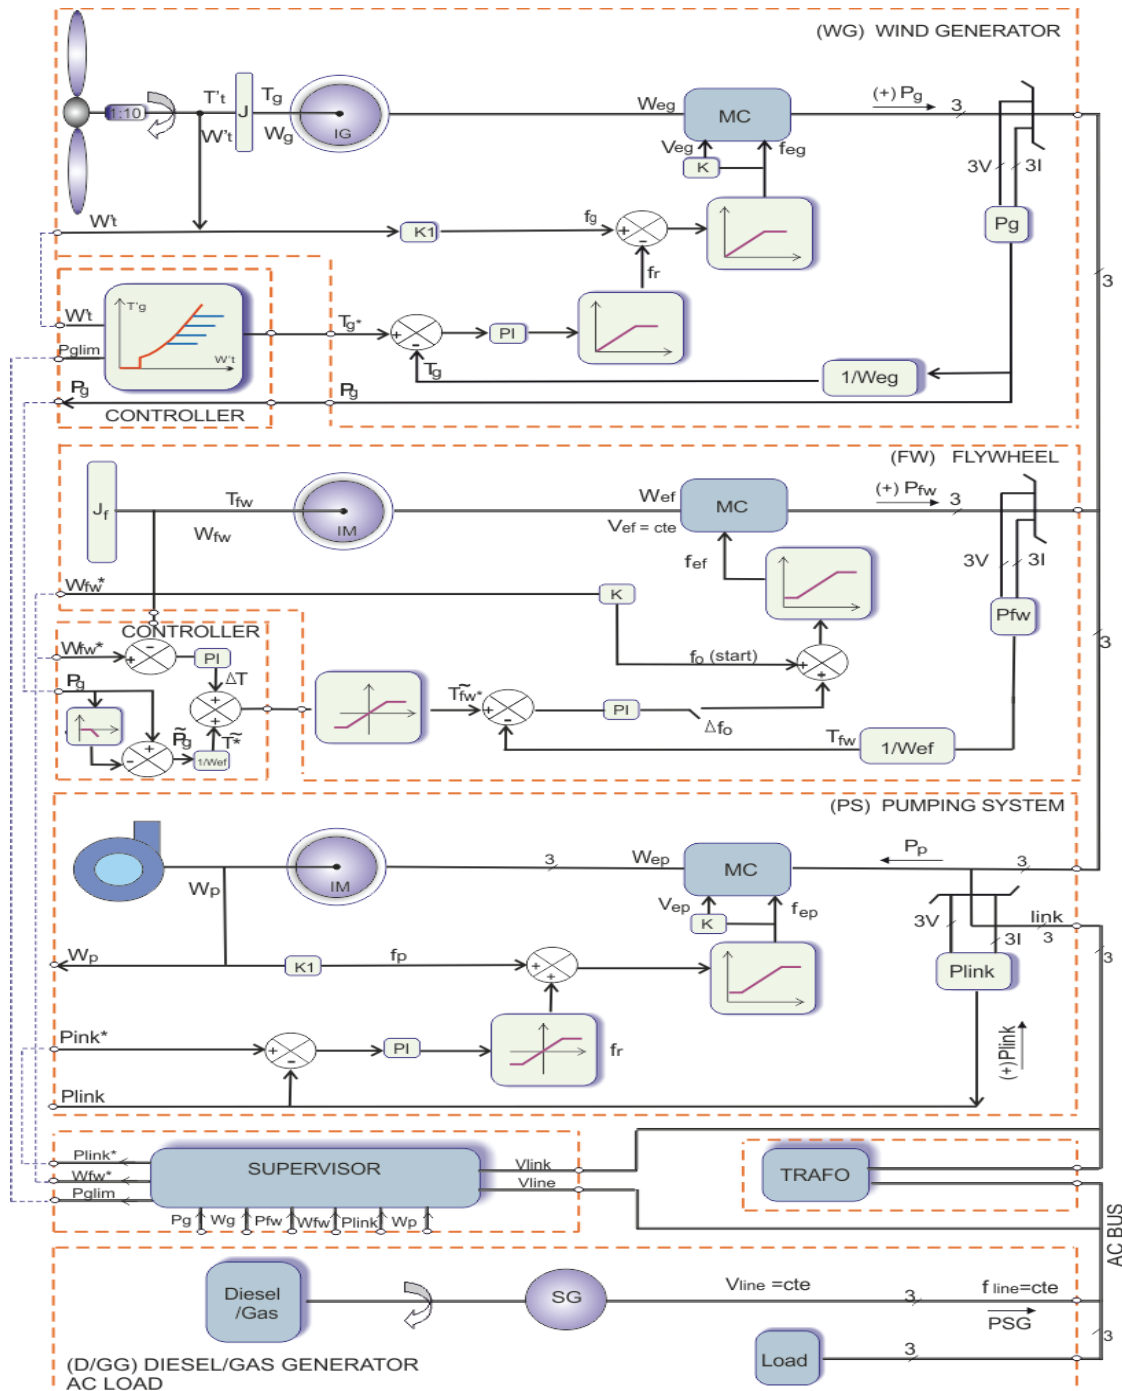 (WG) WIND GENERATOR
1:10
T't
W't
J
Tg
Wg
IG
Weg
MC
(+) Pg
3
Veg
feg
K
3V
3I
Pg
W't
K1
fg
+
-
fr
3
T'g
W't
W't
Pglim
Pg
CONTROLLER
Tg*
+
-
Tg
PI
1/Weg
Pg
(FW) FLYWHEEL
Jf
Tfw
Wfw
IM
Wef
Vef = cte
MC
(+) Pfw
3
fef
3V
3I
Pfw
Wfw*
K
CONTROLLER
Wfw*
+
-
PI
ΔT
Pg
+
+
+
-
P̃g
T̃*
1/Wef
fo (start)
+
+
T̃fw*
-
PI
Δfo
Tfw
1/Wef
3
(PS) PUMPING SYSTEM
Wp
IM
3
Wep
MC
Pp
3
Vep
fep
K
3V
3I
link
3
Plink
3
Wp
K1
fp
+
+
Pink*
+
-
PI
fr
(+)Plink
Plink
Plink*
Wfw*
Pglim
SUPERVISOR
Vlink
Vline
Pg
Wg
Pfw
Wfw
Plink
Wp
TRAFO
AC BUS
Diesel
/Gas
SG
Vline =cte
f line=cte
3
PSG
3
Load
3
(D/GG) DIESEL/GAS GENERATOR
AC LOAD